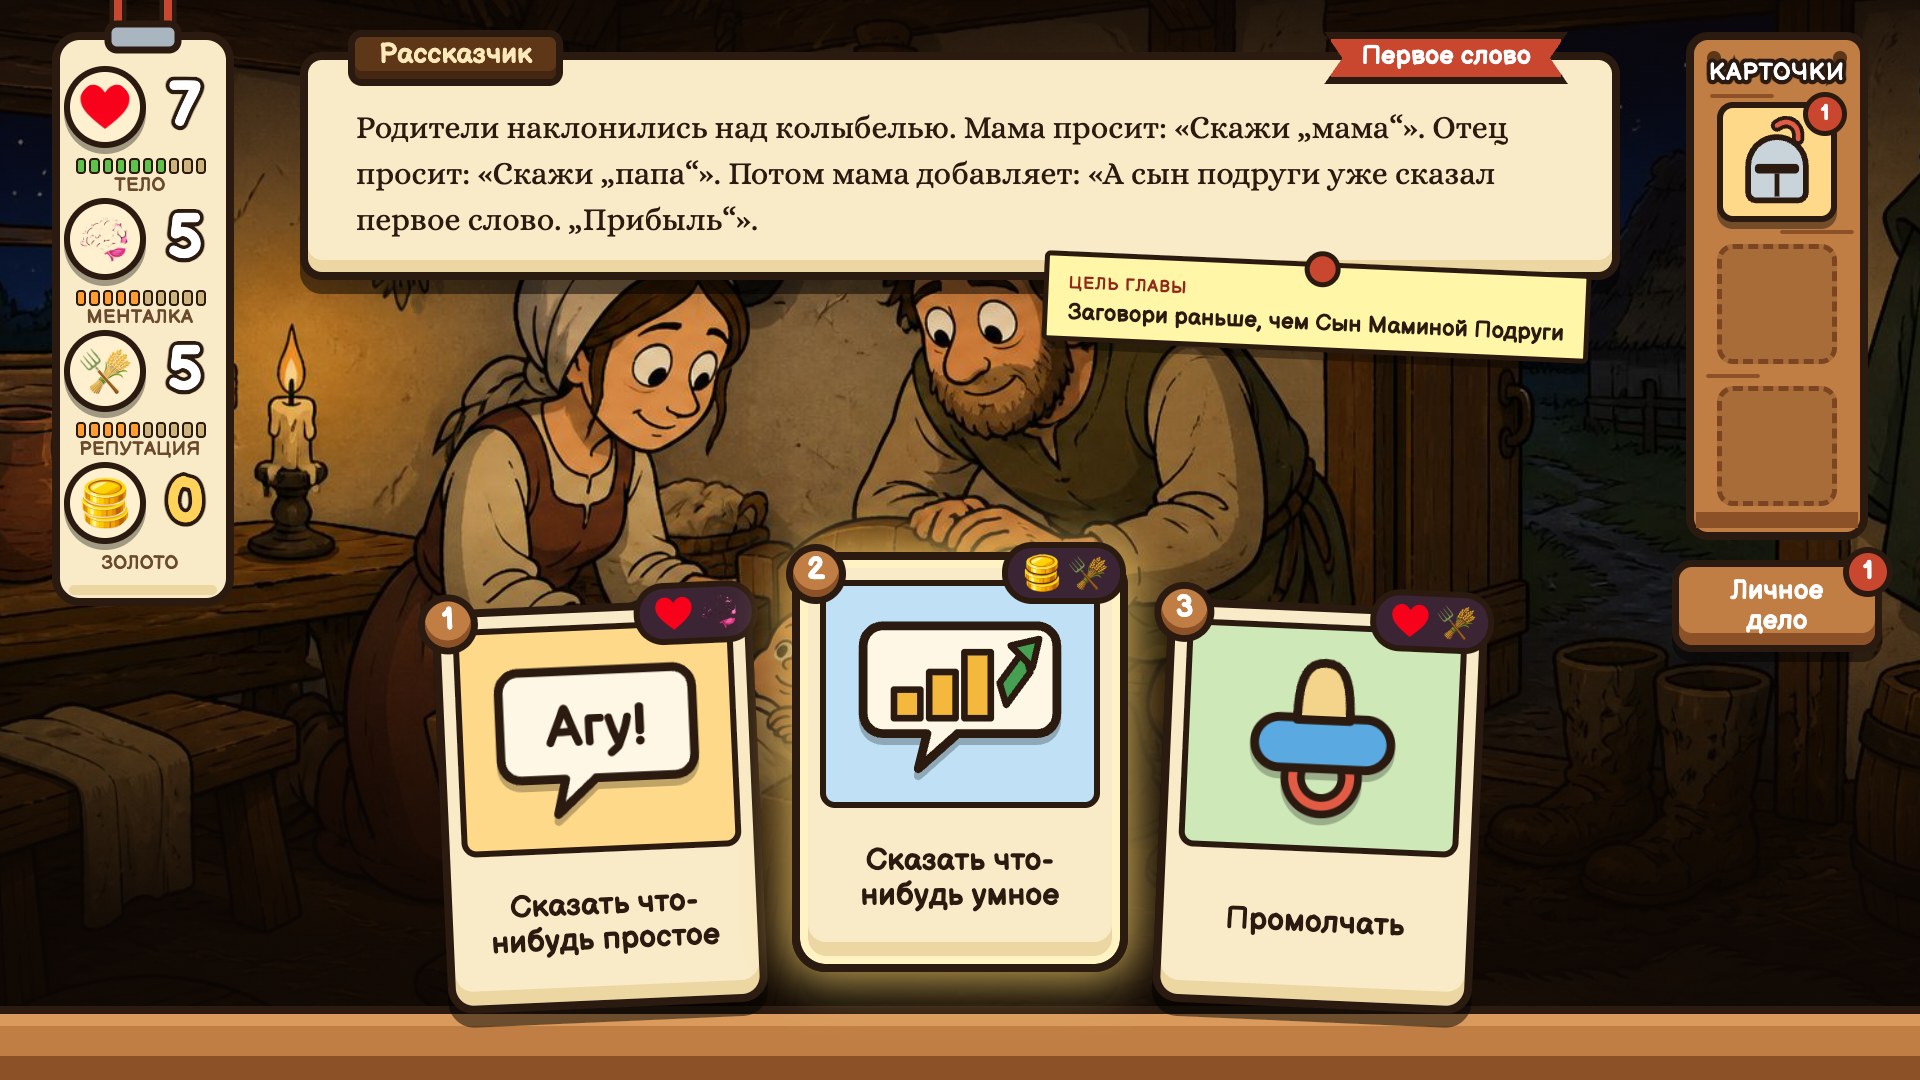 Рассказчик
Первое слово
Родители наклонились над колыбелью. Мама просит: «Скажи „мама“». Отец
просит: «Скажи „папа“». Потом мама добавляет: «А сын подруги уже сказал
первое слово. „Прибыль“».
ЦЕЛЬ ГЛАВЫ
Заговори раньше, чем Сын Маминой Подруги
7
ТЕЛО
5
МЕНТАЛКА
5
РЕПУТАЦИЯ
0
ЗОЛОТО
КАРТОЧКИ
1
Личное
дело
1
1
Агу!
Сказать что-
нибудь простое
2
Сказать что-
нибудь умное
3
Промолчать